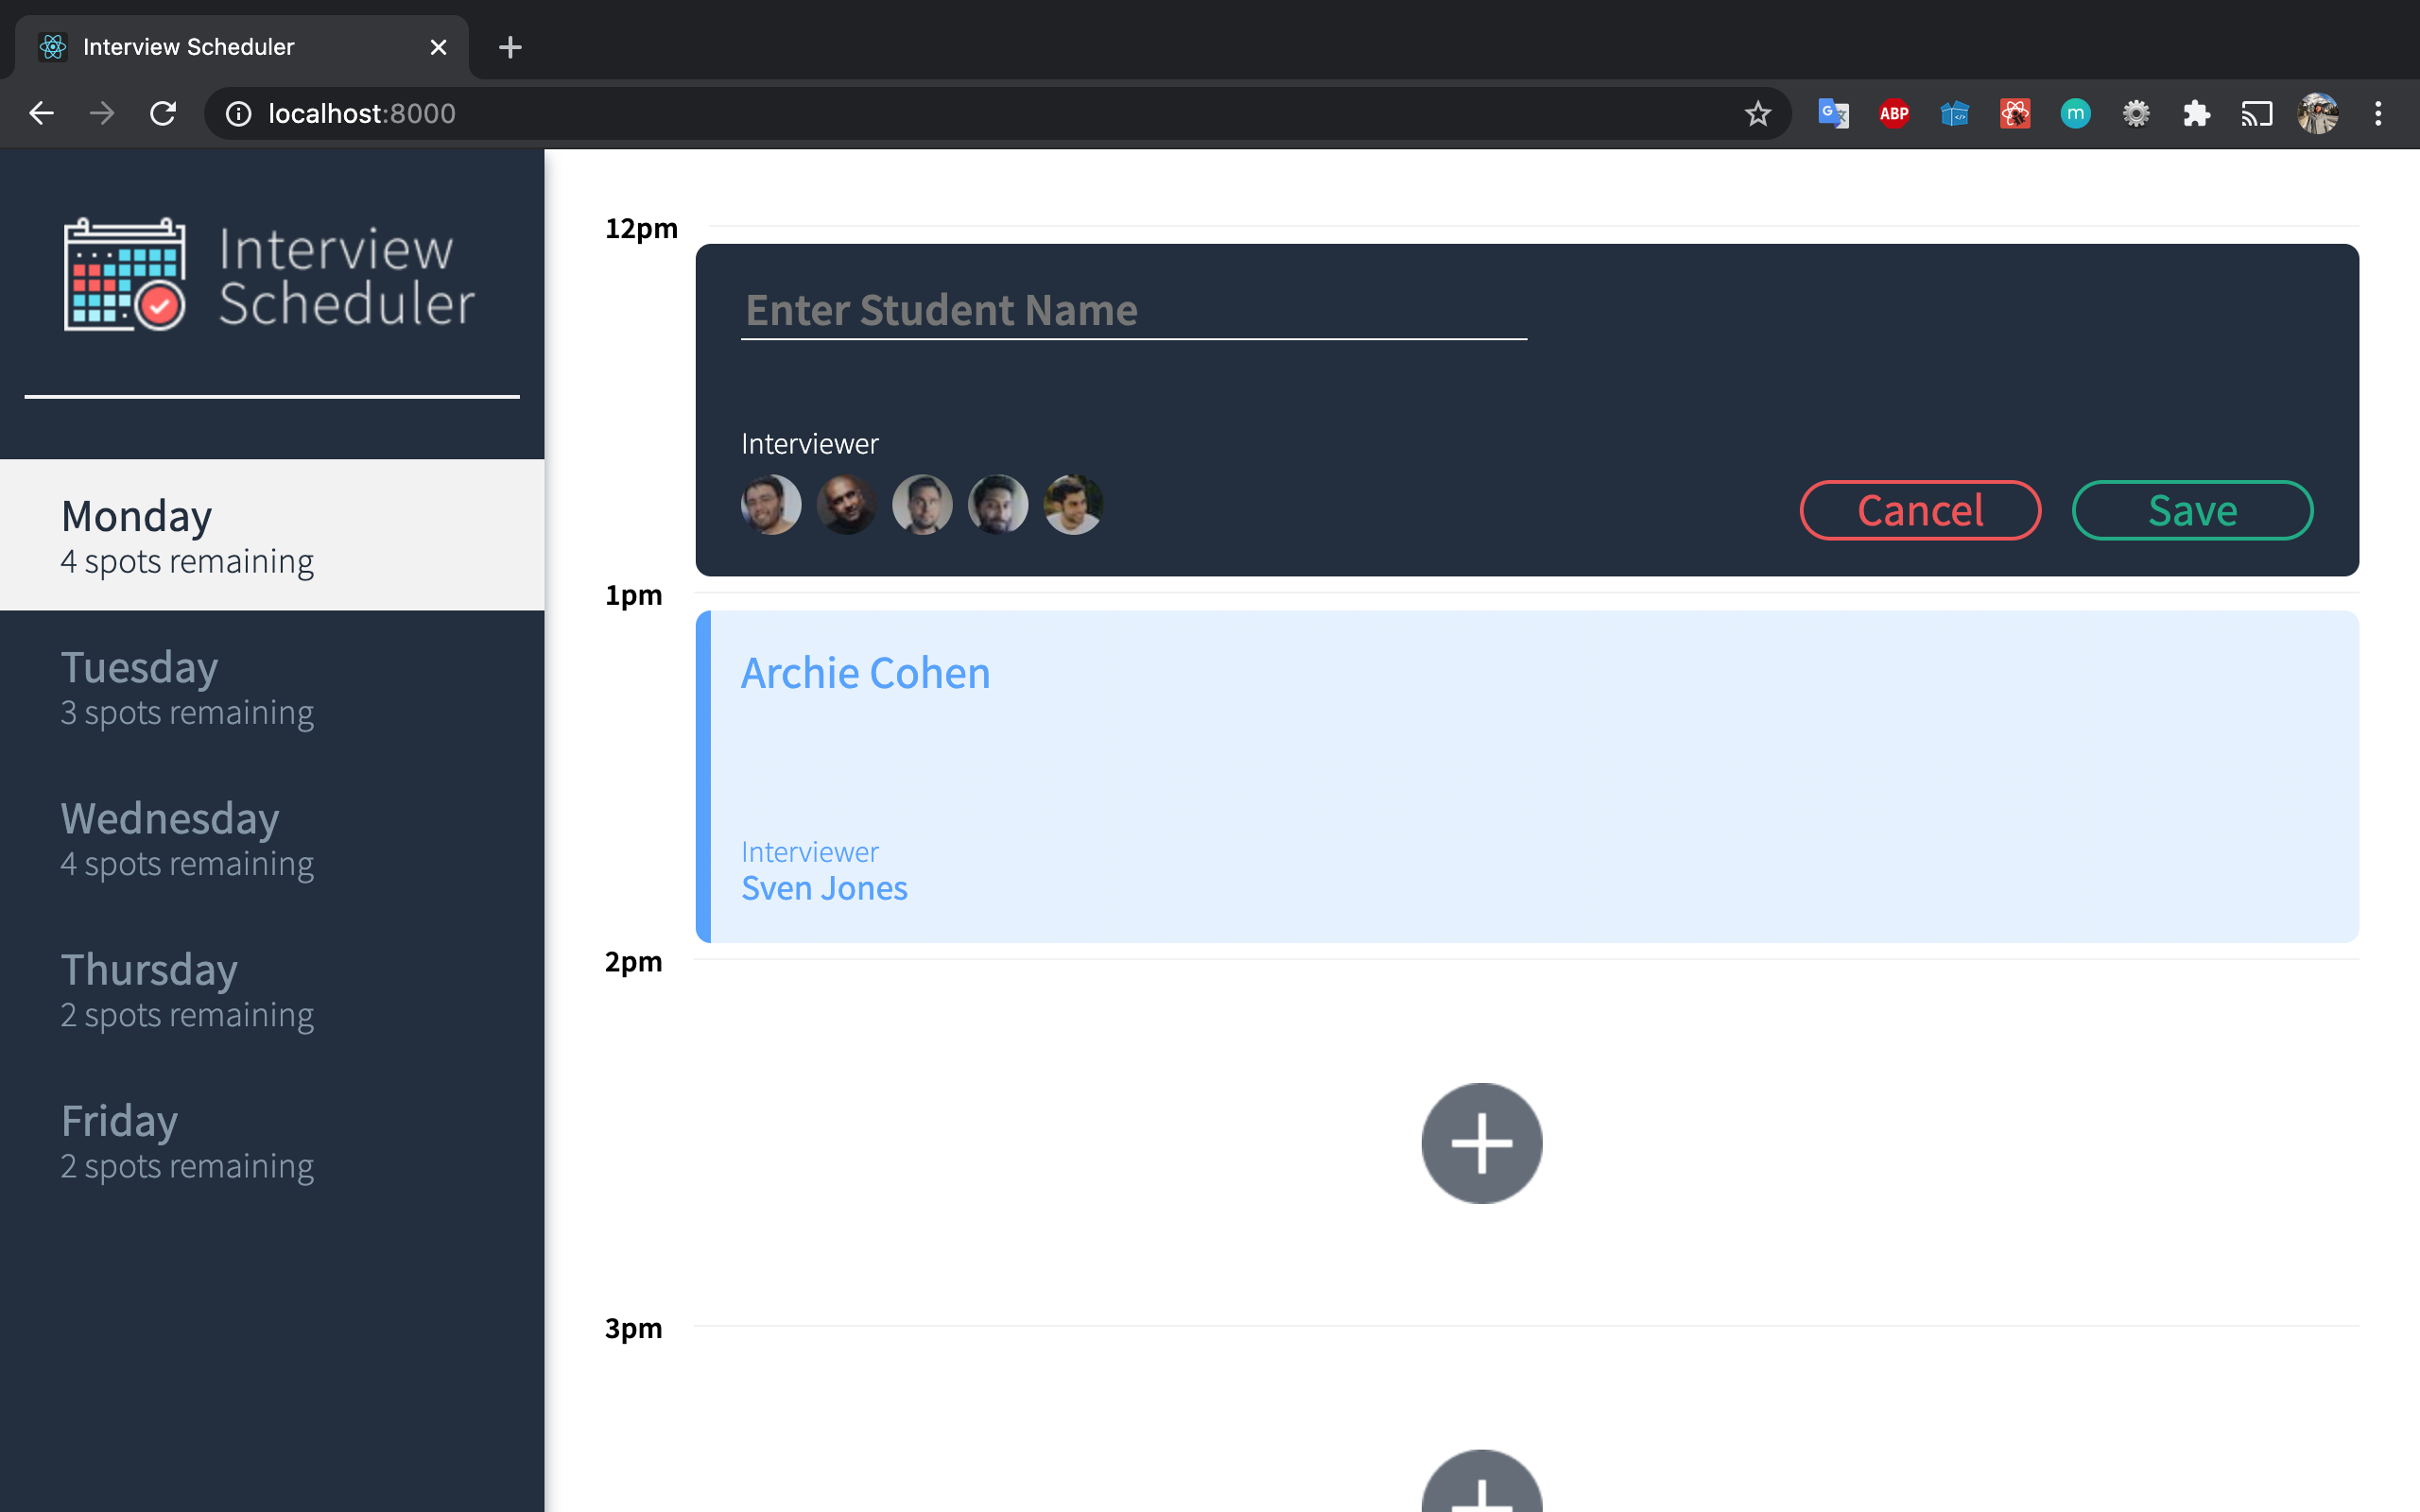 Interview Scheduler
localhost:8000
ABP
m
Interview
Scheduler
Monday
4 spots remaining
Tuesday
3 spots remaining
Wednesday
4 spots remaining
Thursday
2 spots remaining
Friday
2 spots remaining
12pm
Enter Student Name
Interviewer
Cancel
Save
1pm
Archie Cohen
Interviewer
Sven Jones
2pm
3pm